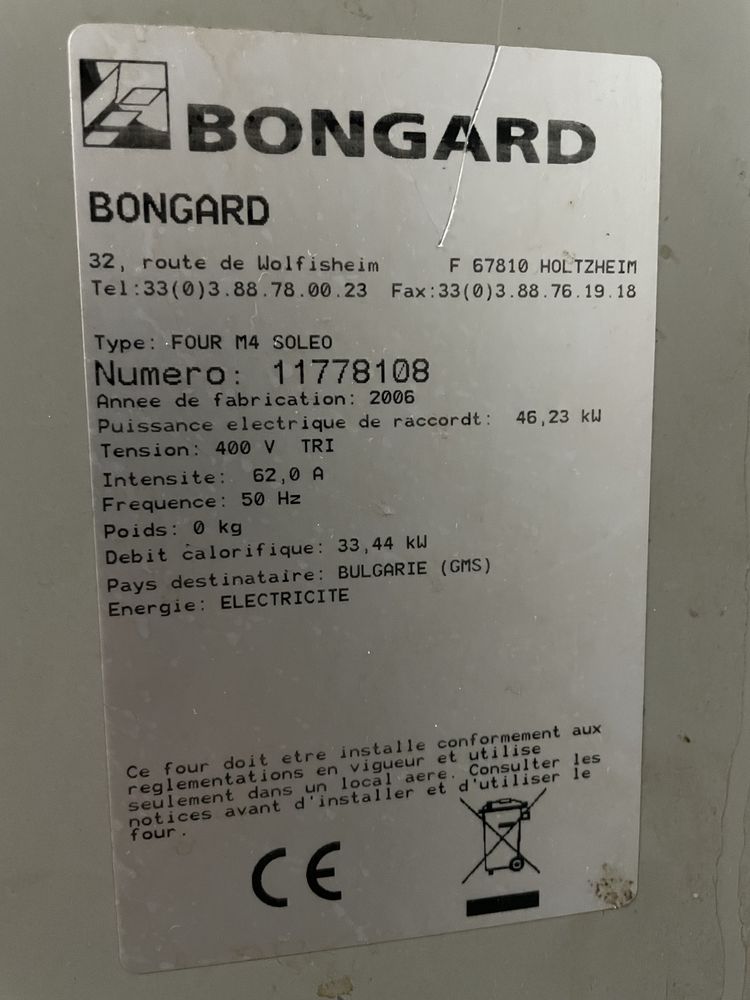 BONGARD
BONGARD
32, route de Wolfisheim F 67810 HOLTZHEIM
Tel:33(0)3.88.78.00.23 Fax:33(0)3.88.76.19.18
Type: FOUR M4 SOLEO
Numero: 11778108
Annee de fabrication: 2006
Puissance electrique de raccordt: 46,23 kW
Tension: 400 V TRI
Intensite: 62,0 A
Frequence: 50 Hz
Poids: 0 kg
Debit calorifique: 33,44 kW
Pays destinataire: BULGARIE (GMS)
Energie: ELECTRICITE
Ce four doit etre installe conformement aux
reglementations en vigueur et utilise
seulement dans un local aere. Consulter les
notices avant d'installer et d'utiliser le
four.
CE